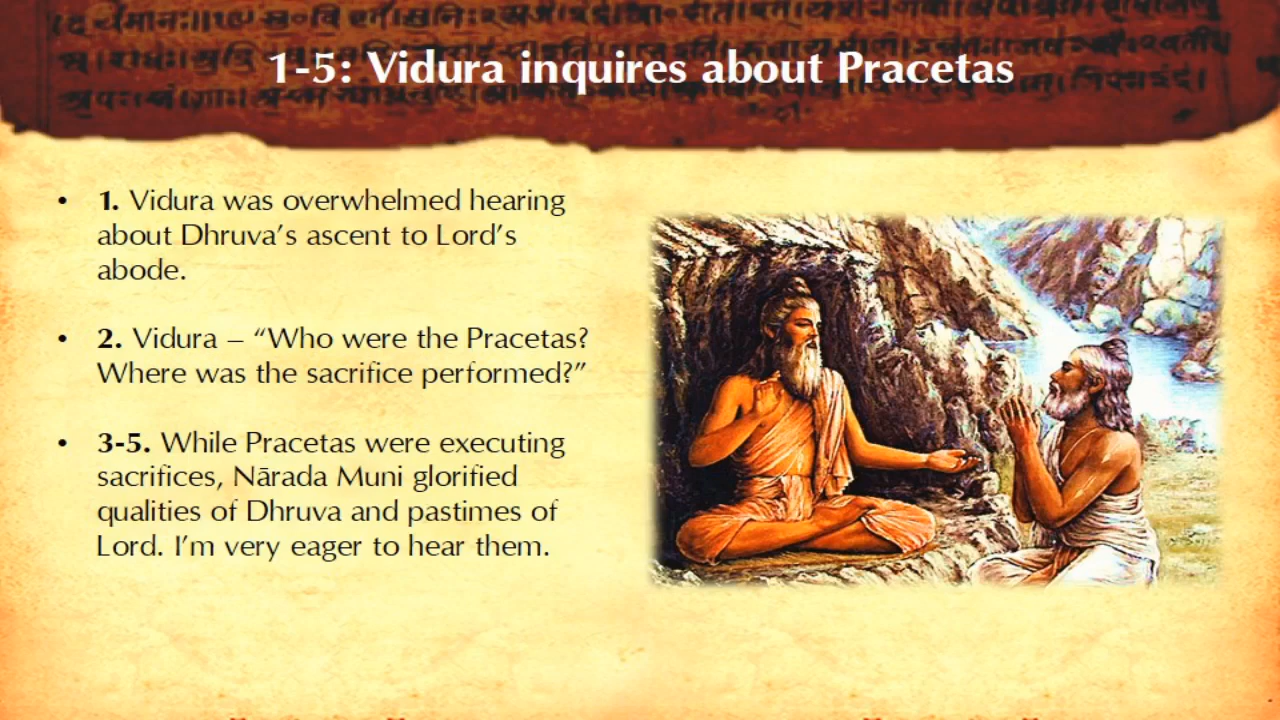 1-5: Vidura inquires about Pracetas
• 1. Vidura was overwhelmed hearing
about Dhruva’s ascent to Lord’s
abode.
• 2. Vidura – “Who were the Pracetas?
Where was the sacrifice performed?”
• 3-5. While Pracetas were executing
sacrifices, Nārada Muni glorified
qualities of Dhruva and pastimes of
Lord. I’m very eager to hear them.